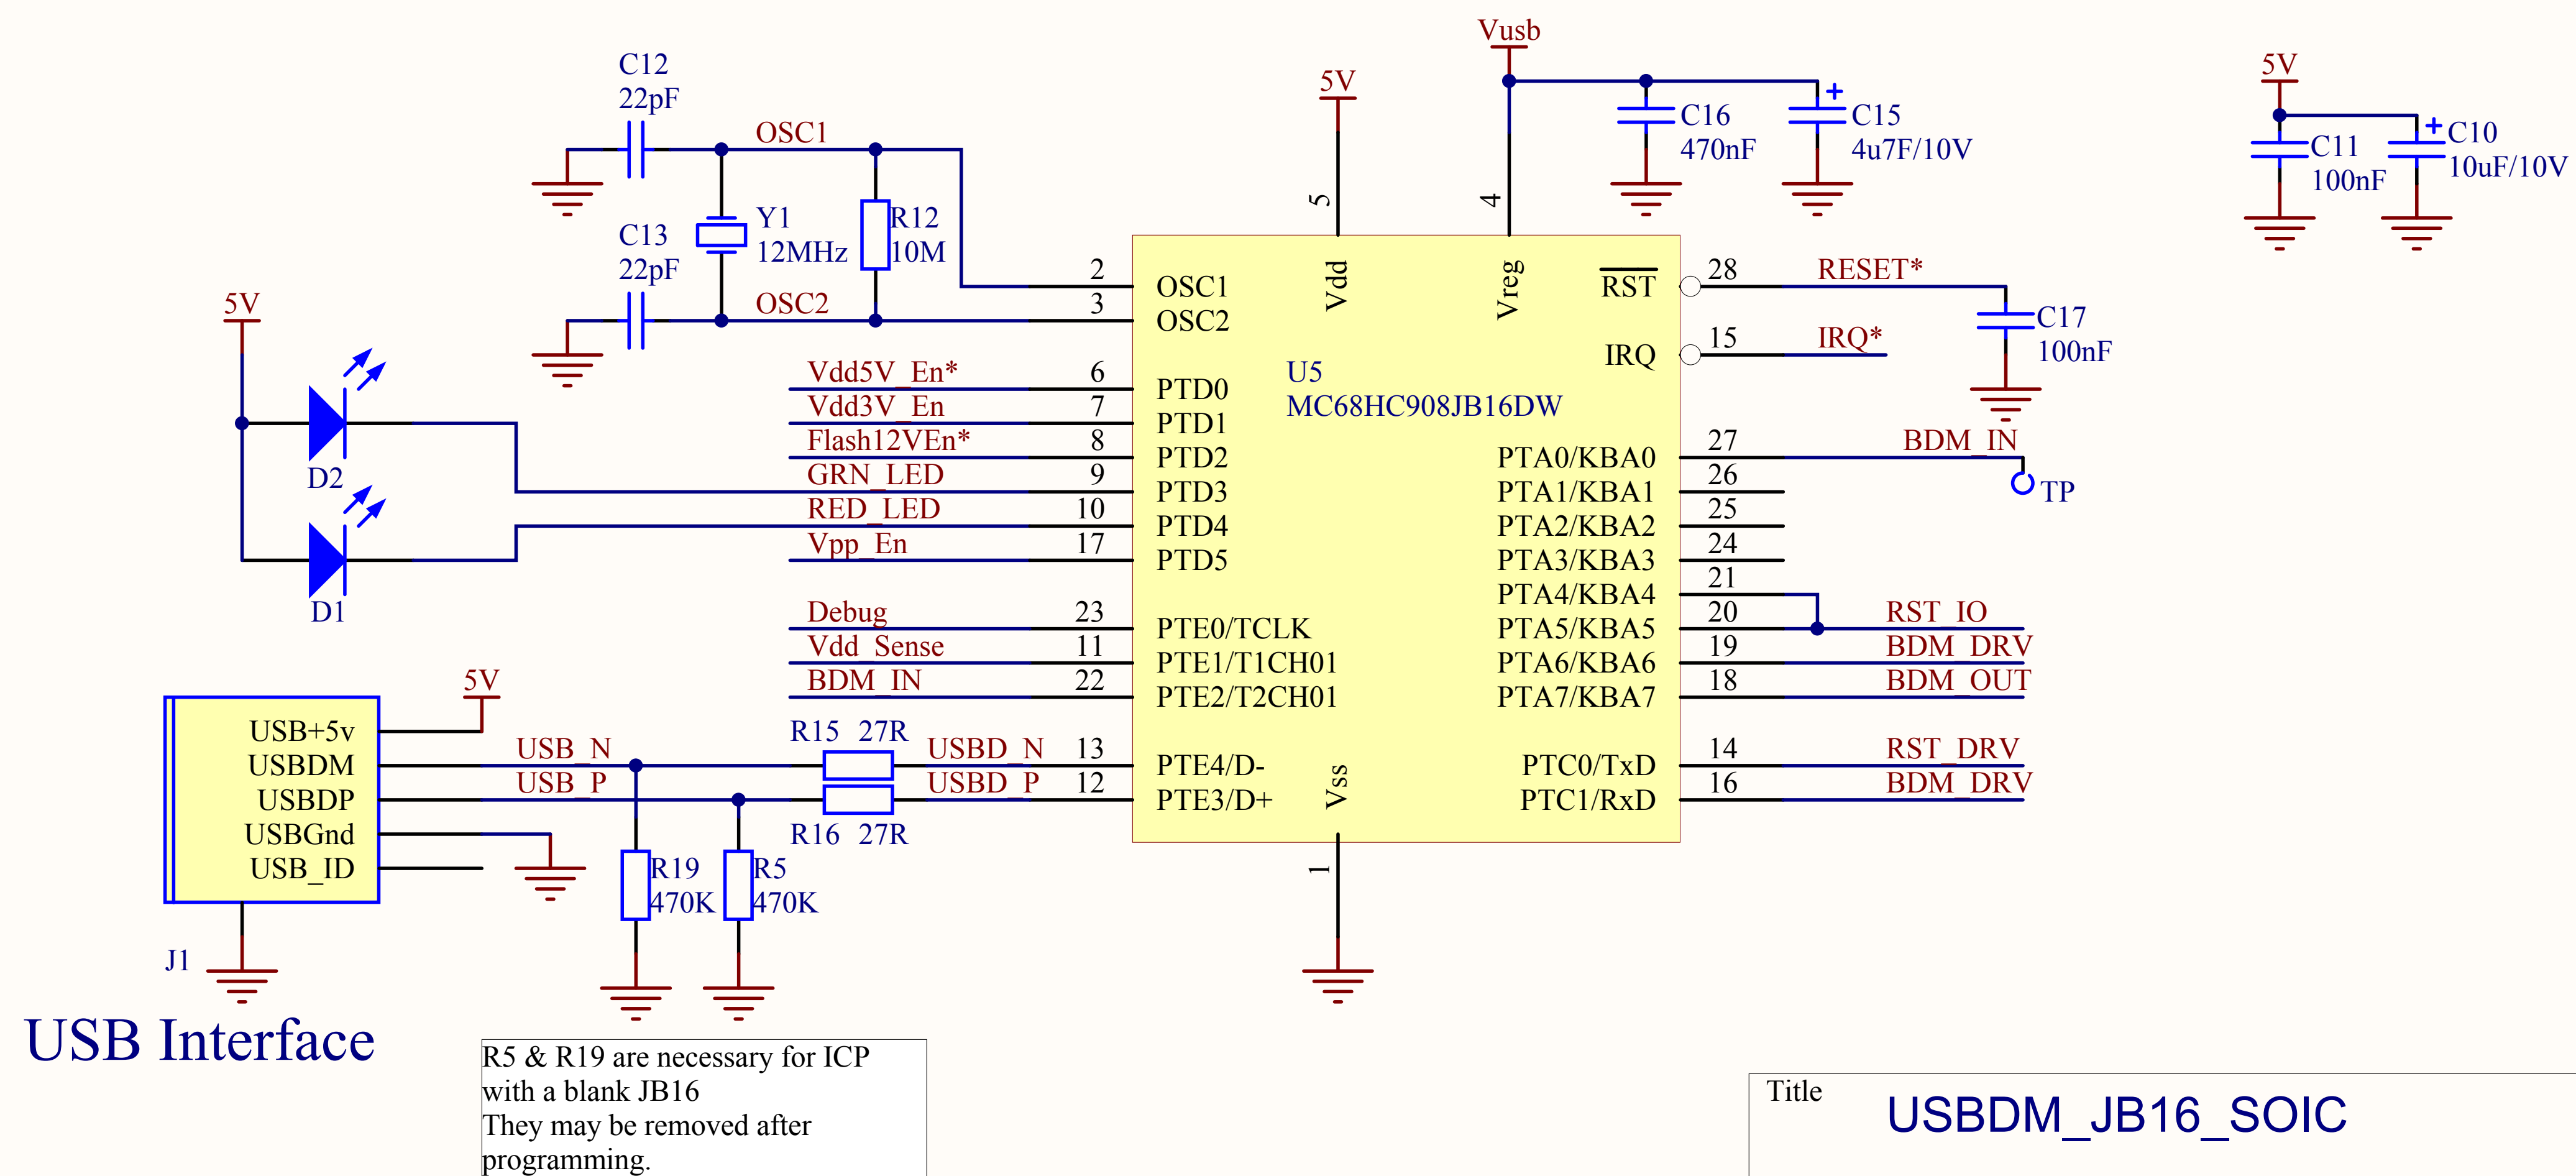 Vusb
5V
5V
C12
22pF
OSC1
C16
470nF
C15
4u7F/10V
C11
100nF
C10
10uF/10V
C13
22pF
Y1
12MHz
R12
10M
OSC2
5V
5
4
2
3
OSC1
OSC2
Vdd
Vreg
RST
28
RESET*
IRQ
15
IRQ*
C17
100nF
U5
MC68HC908JB16DW
Vdd5V_En*
6
PTD0
Vdd3V_En
7
PTD1
Flash12VEn*
8
PTD2
GRN_LED
9
PTD3
RED_LED
10
PTD4
Vpp_En
17
PTD5
D2
D1
PTA0/KBA0
27
BDM_IN
TP
PTA1/KBA1
26
PTA2/KBA2
25
PTA3/KBA3
24
PTA4/KBA4
21
PTA5/KBA5
20
RST_IO
PTA6/KBA6
19
BDM_DRV
PTA7/KBA7
18
BDM_OUT
Debug
23
PTE0/TCLK
Vdd_Sense
11
PTE1/T1CH01
BDM_IN
22
PTE2/T2CH01
5V
USB+5v
USBDM
USBDP
USBGnd
USB_ID
J1
USB_N
USB_P
R15 27R
R16 27R
USBD_N
13
PTE4/D-
USBD_P
12
PTE3/D+
Vss
1
PTC0/TxD
14
RST_DRV
PTC1/RxD
16
BDM_DRV
R19
470K
R5
470K
USB Interface
R5 & R19 are necessary for ICP
with a blank JB16
They may be removed after
programming.
Title
USBDM_JB16_SOIC